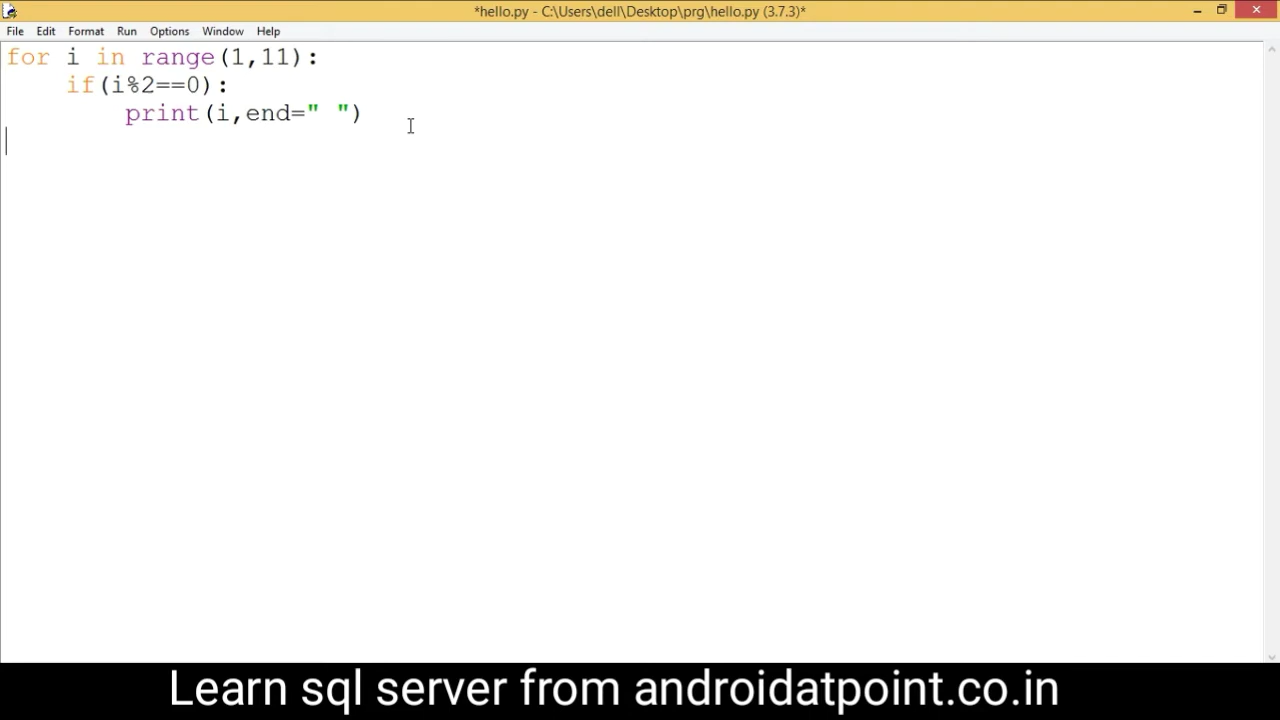 *hello.py - C:\Users\dell\Desktop\prg\hello.py (3.7.3)*
File Edit Format Run Options Window Help
for i in range(1,11):
    if(i%2==0):
        print(i,end=" ")
Learn sql server from androidatpoint.co.in